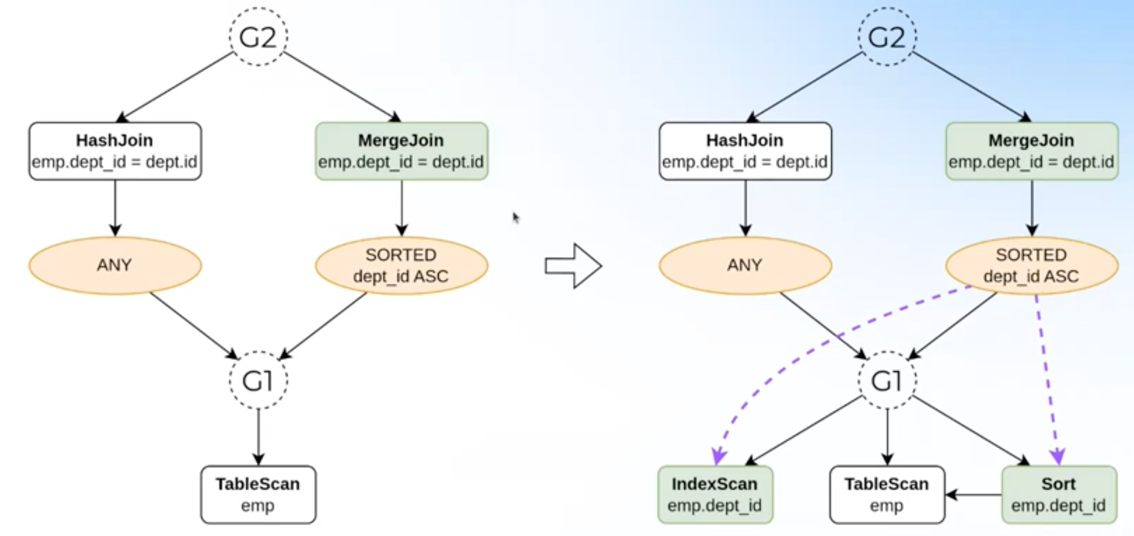 G2
HashJoin
emp.dept_id = dept.id
MergeJoin
emp.dept_id = dept.id
ANY
SORTED
dept_id ASC
G1
TableScan
emp
G2
HashJoin
emp.dept_id = dept.id
MergeJoin
emp.dept_id = dept.id
ANY
SORTED
dept_id ASC
G1
IndexScan
emp.dept_id
TableScan
emp
Sort
emp.dept_id